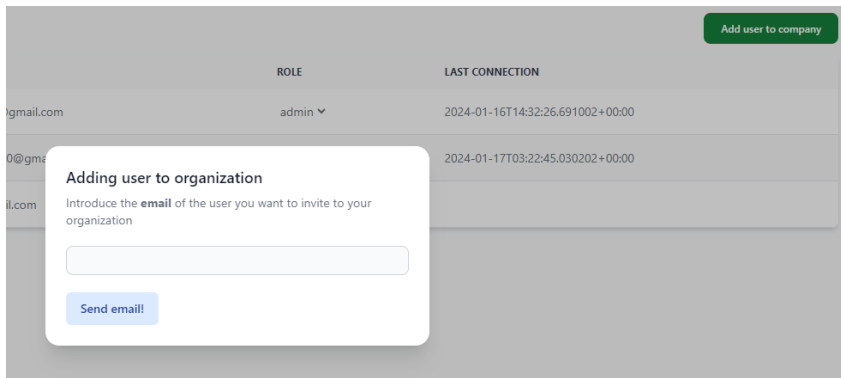 Add user to company
ROLE LAST CONNECTION
@gmail.com admin 2024-01-16T14:32:26.691002+00:00
0@gma 2024-01-17T03:22:45.030202+00:00
il.com
Adding user to organization
Introduce the email of the user you want to invite to your
organization
Send email!